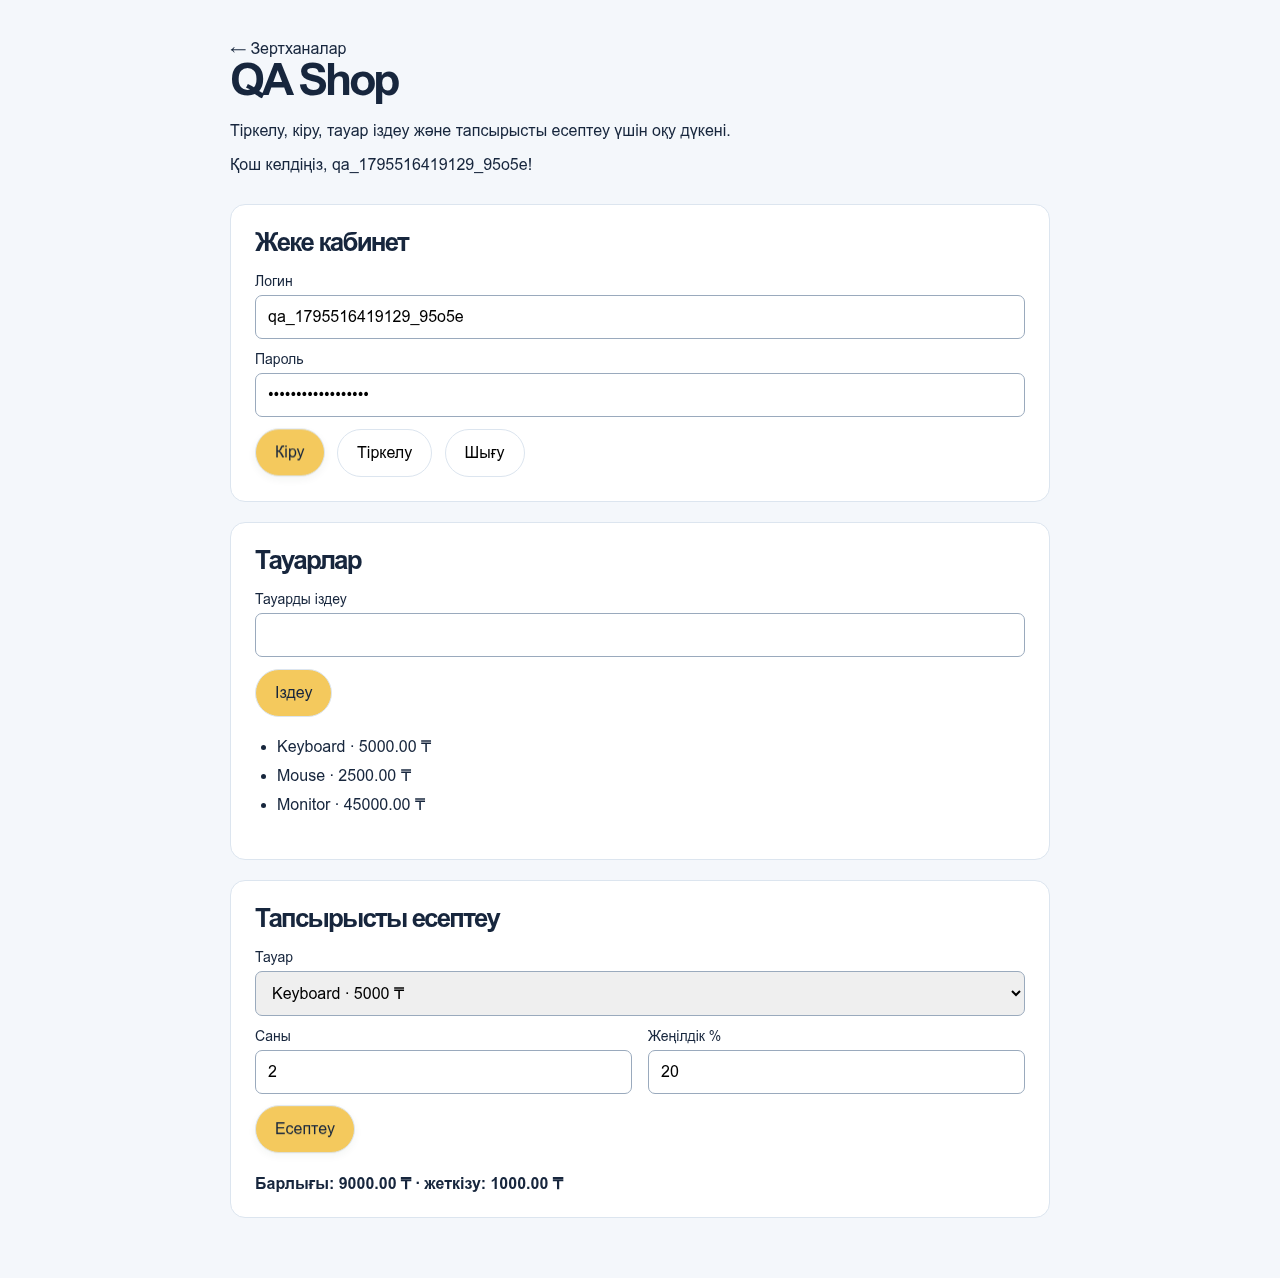 ← Зертханалар
QA Shop
Тіркелу, кіру, тауар іздеу және тапсырысты есептеу үшін оқу дүкені.
Қош келдіңіз, qa_1795516419129_95o5e!
Жеке кабинет
Логин
qa_1795516419129_95o5e
Пароль
••••••••••••••••••
Кіру Тіркелу Шығу
Тауарлар
Тауарды іздеу
Іздеу
• Keyboard · 5000.00 ₸
• Mouse · 2500.00 ₸
• Monitor · 45000.00 ₸
Тапсырысты есептеу
Тауар
Keyboard · 5000 ₸
Саны Жеңілдік %
2 20
Есептеу
Барлығы: 9000.00 ₸ · жеткізу: 1000.00 ₸